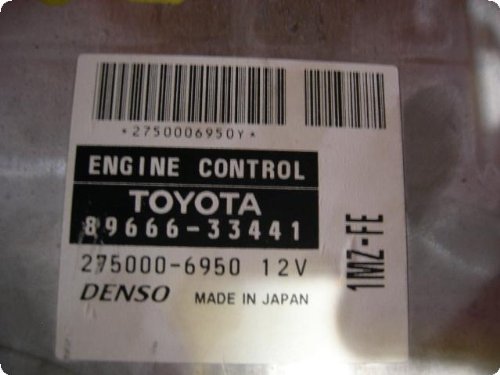 *2750006950Y*
ENGINE CONTROL
TOYOTA
89666-33441
275000-6950 12V
DENSO MADE IN JAPAN
1MZ-FE